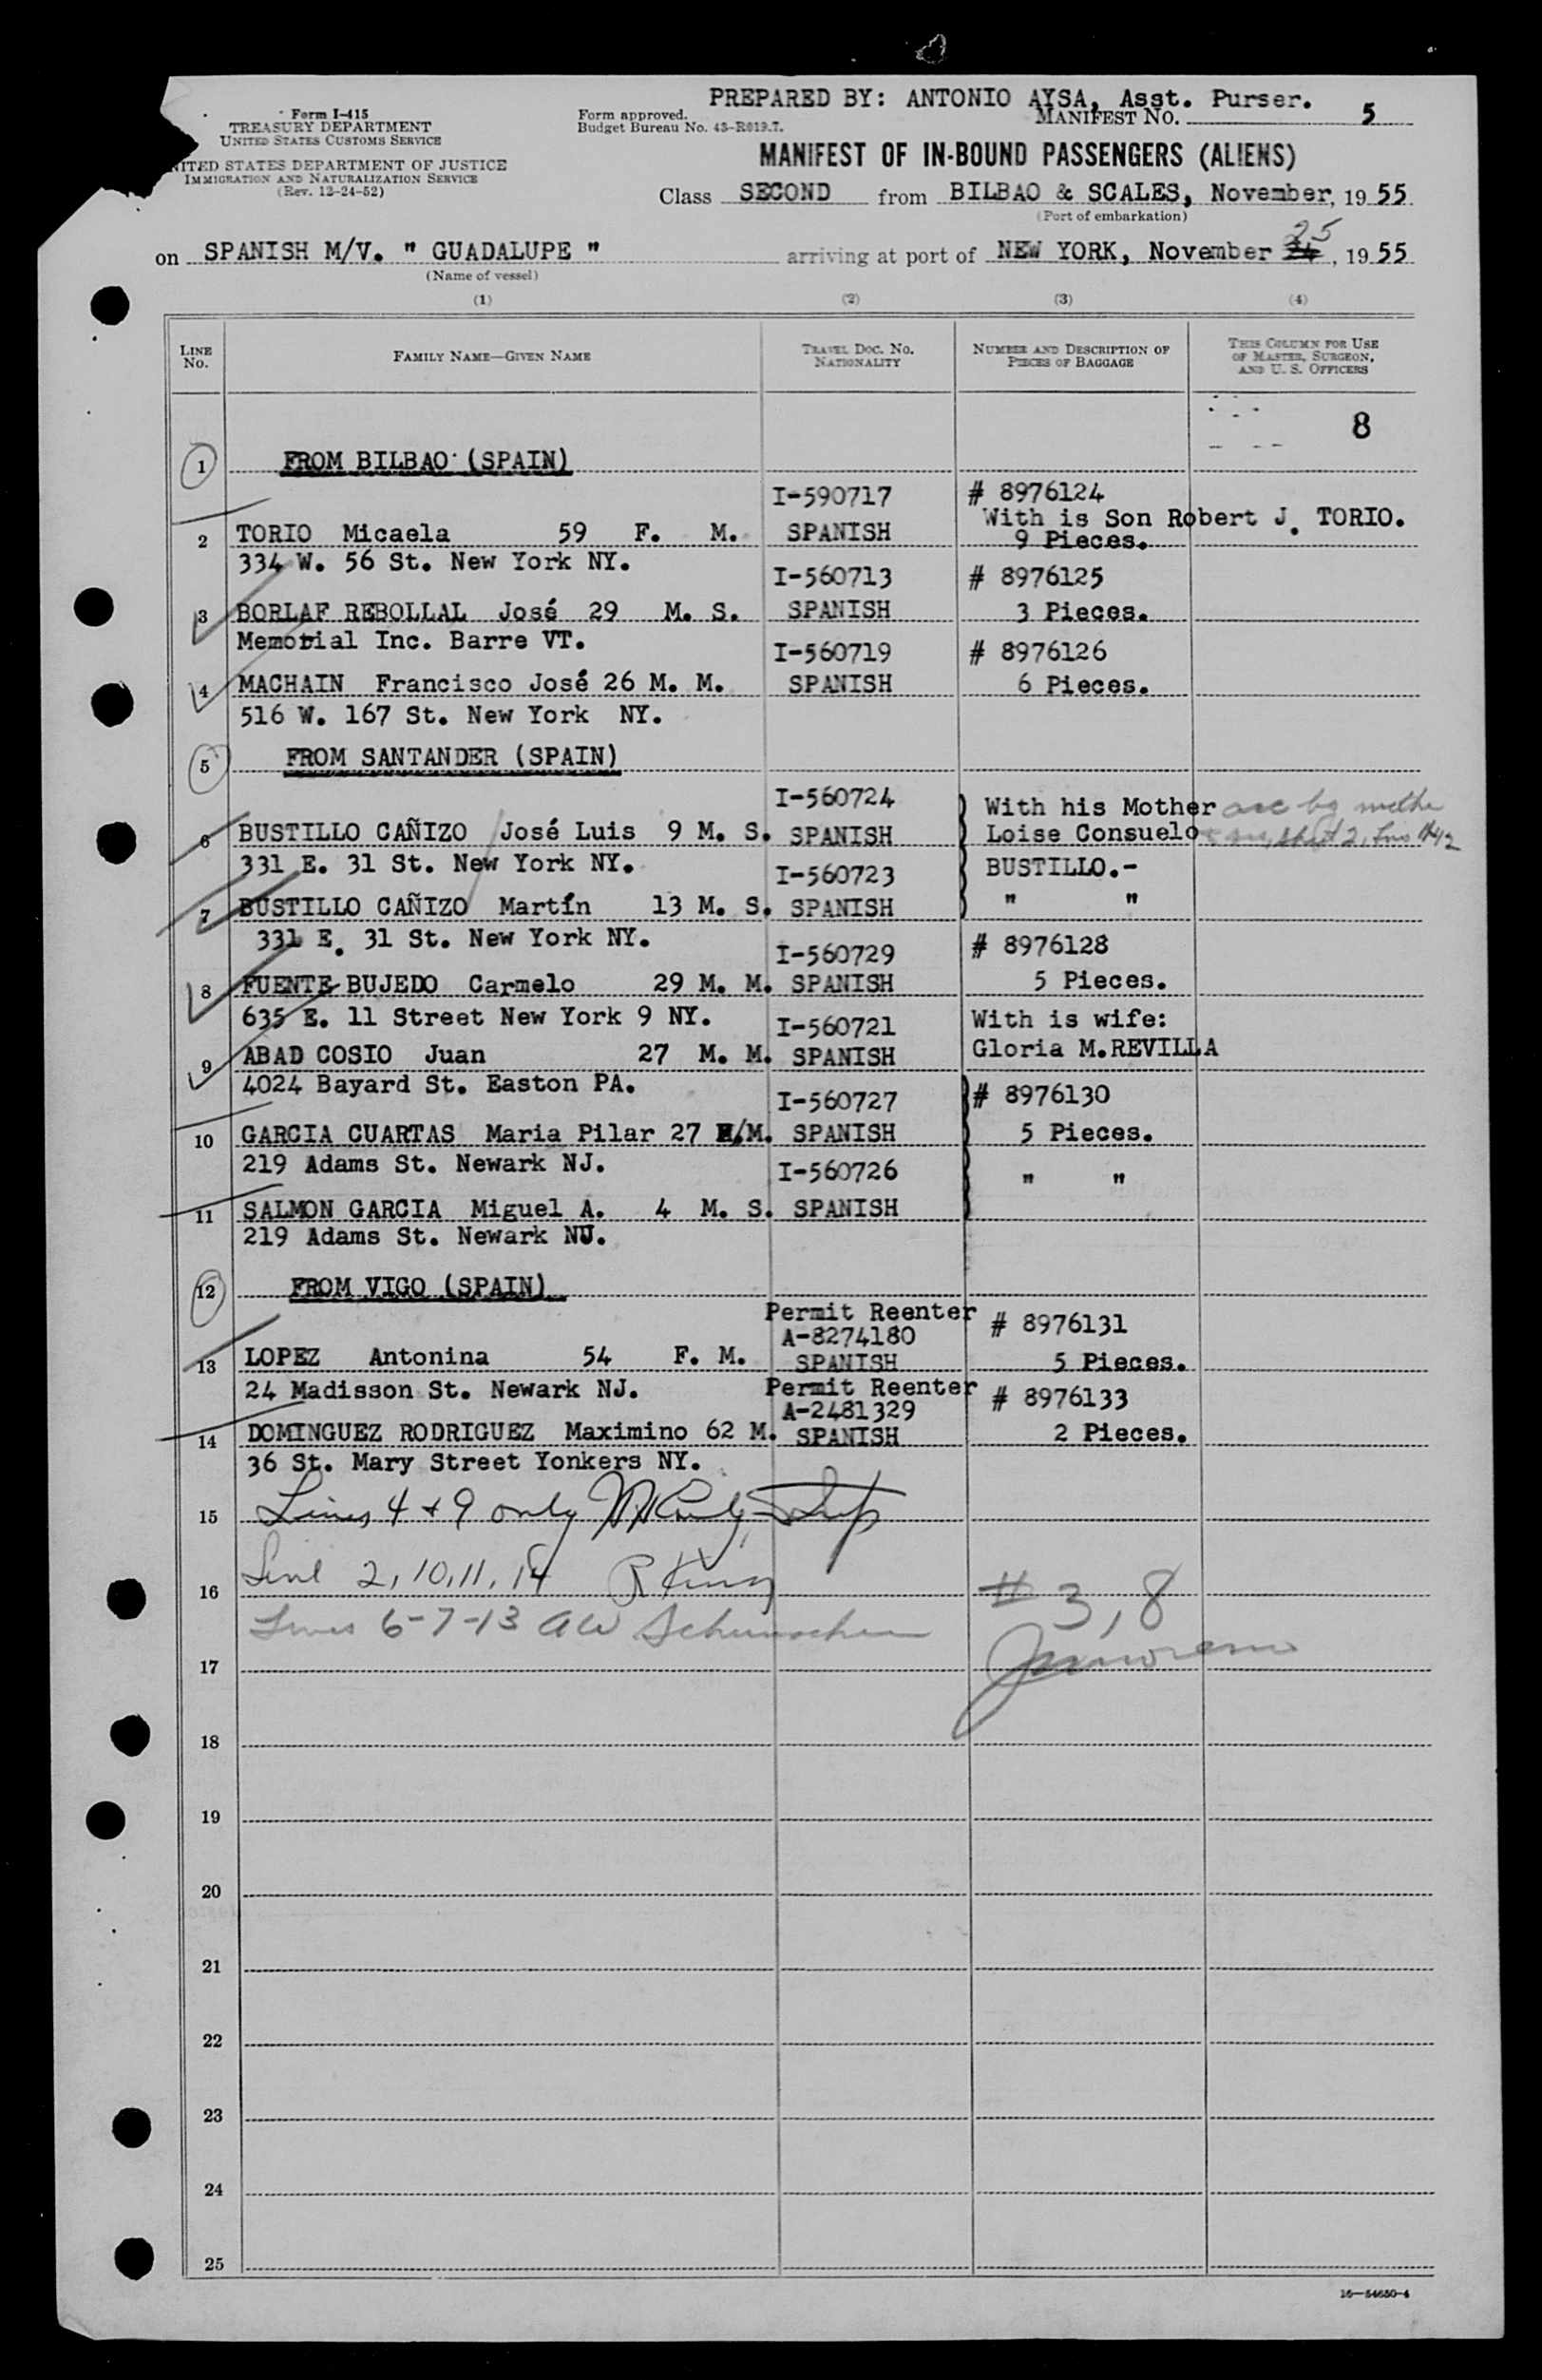 PREPARED BY: ANTONIO AYSA, Asst. Purser.
Form I-415
TREASURY DEPARTMENT
UNITED STATES CUSTOMS SERVICE
Form approved.
Budget Bureau No. 43-R019.7.
MANIFEST NO. 5
ITED STATES DEPARTMENT OF JUSTICE
IMMIGRATION AND NATURALIZATION SERVICE
(Rev. 12-24-52)
MANIFEST OF IN-BOUND PASSENGERS (ALIENS)
Class SECOND from BILBAO & SCALES, November, 19 55
(Port of embarkation)
on SPANISH M/V. " GUADALUPE " arriving at port of NEW YORK, November 24 25, 19 55
(Name of vessel)
(1) (2) (3) (4)
LINE NO.
FAMILY NAME—GIVEN NAME
TRAVEL DOC. NO. NATIONALITY
NUMBER AND DESCRIPTION OF PIECES OF BAGGAGE
THIS COLUMN FOR USE OF MASTER, SURGEON, AND U. S. OFFICERS
8
1 FROM BILBAO (SPAIN)
I-590717 # 8976124
With is Son Robert J. TORIO.
2 TORIO Micaela 59 F. M. SPANISH 9 Pieces.
334 W. 56 St. New York NY.
I-560713 # 8976125
3 BORLAF REBOLLAL José 29 M. S. SPANISH 3 Pieces.
Memorial Inc. Barre VT.
I-560719 # 8976126
4 MACHAIN Francisco José 26 M. M. SPANISH 6 Pieces.
516 W. 167 St. New York NY.
5 FROM SANTANDER (SPAIN)
I-560724 With his Mother acc by mother
6 BUSTILLO CAÑIZO José Luis 9 M. S. SPANISH Loise Consuelo
331 E. 31 St. New York NY.
I-560723 BUSTILLO.-
7 BUSTILLO CAÑIZO Martín 13 M. S. SPANISH " "
331 E. 31 St. New York NY.
I-560729 # 8976128
8 FUENTE BUJEDO Carmelo 29 M. M. SPANISH 5 Pieces.
635 E. 11 Street New York 9 NY.
I-560721 With is wife:
9 ABAD COSIO Juan 27 M. M. SPANISH Gloria M.REVILLA
4024 Bayard St. Easton PA.
I-560727 # 8976130
10 GARCIA CUARTAS Maria Pilar 27 F/M. SPANISH 5 Pieces.
219 Adams St. Newark NJ.
I-560726 " "
11 SALMON GARCIA Miguel A. 4 M. S. SPANISH
219 Adams St. Newark NJ.
12 FROM VIGO (SPAIN)
Permit Reenter # 8976131
A-8274180
13 LOPEZ Antonina 54 F. M. SPANISH 5 Pieces.
24 Madisson St. Newark NJ.
Permit Reenter # 8976133
A-2481329
14 DOMINGUEZ RODRIGUEZ Maximino 62 M. SPANISH 2 Pieces.
36 St. Mary Street Yonkers NY.
15 Lines 4 + 9 only
16 Line 2, 10, 11, 14 R King # 3, 8
Lines 6-7-13 AW
17
18
19
20
21
22
23
24
25
16—54650-4